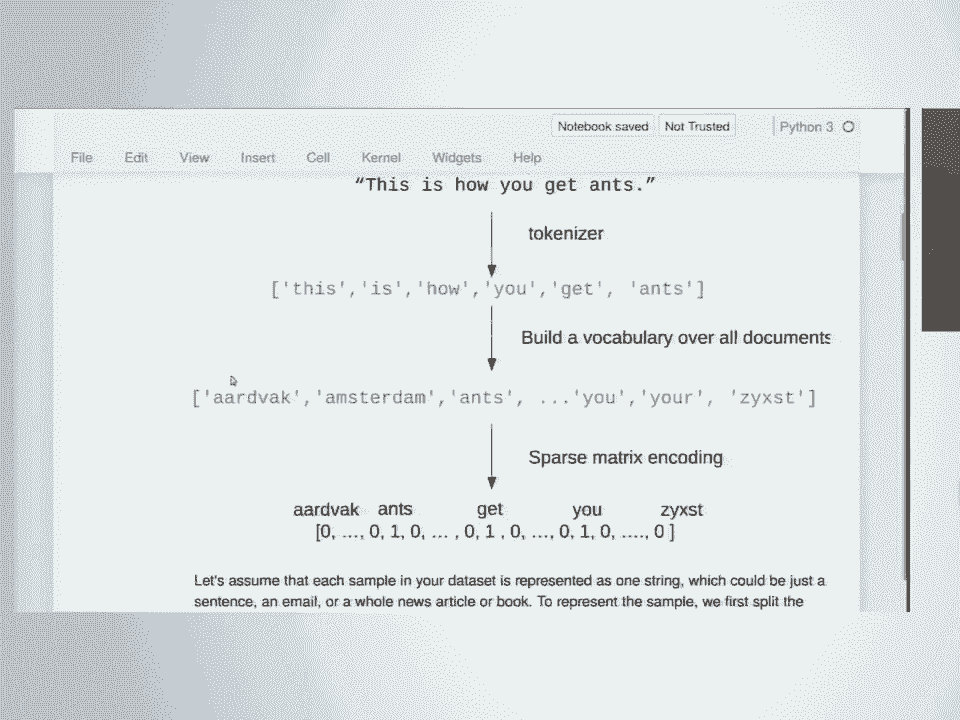 Notebook saved Not Trusted Python 3
File Edit View Insert Cell Kernel Widgets Help
“This is how you get ants.”
tokenizer
['this','is','how','you','get', 'ants']
Build a vocabulary over all documents
['aardvak','amsterdam','ants', ...'you','your', 'zyxst']
Sparse matrix encoding
aardvak ants get you zyxst
[0, ..., 0, 1, 0, ... , 0, 1 , 0, ..., 0, 1, 0, ...., 0 ]
Let's assume that each sample in your dataset is represented as one string, which could be just a
sentence, an email, or a whole news article or book. To represent the sample, we first split the